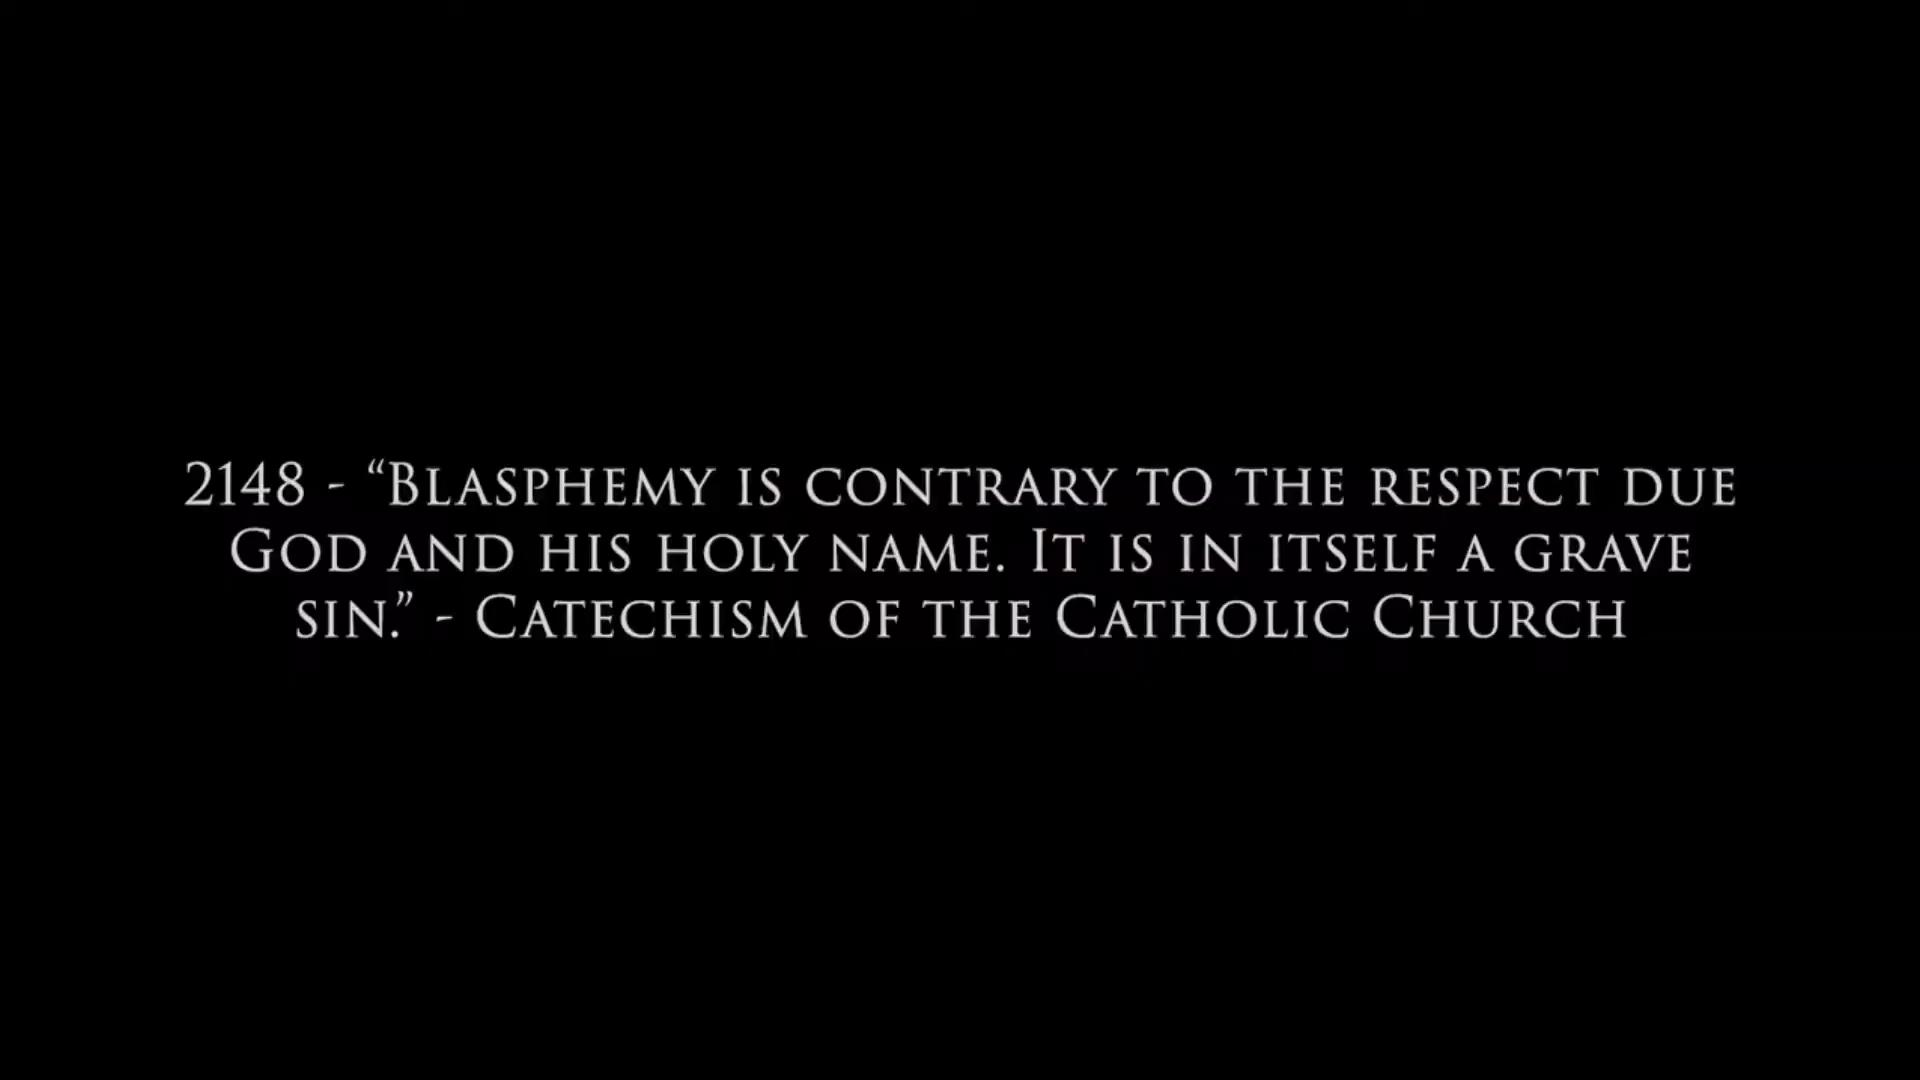 2148 - “Blasphemy is contrary to the respect due
God and his holy name. It is in itself a grave
sin.” - Catechism of the Catholic Church